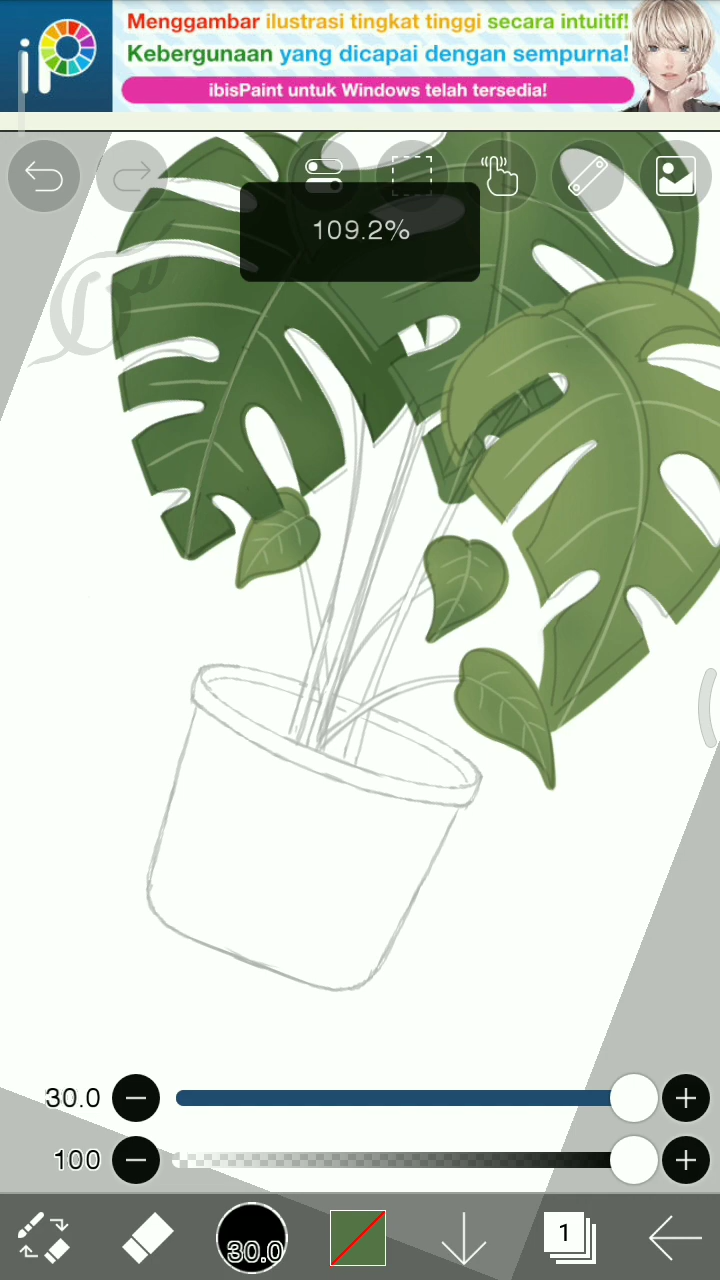 iP
Menggambar ilustrasi tingkat tinggi secara intuitif!
Kebergunaan yang dicapai dengan sempurna!
ibisPaint untuk Windows telah tersedia!
109.2%
30.0
100
30.0
1